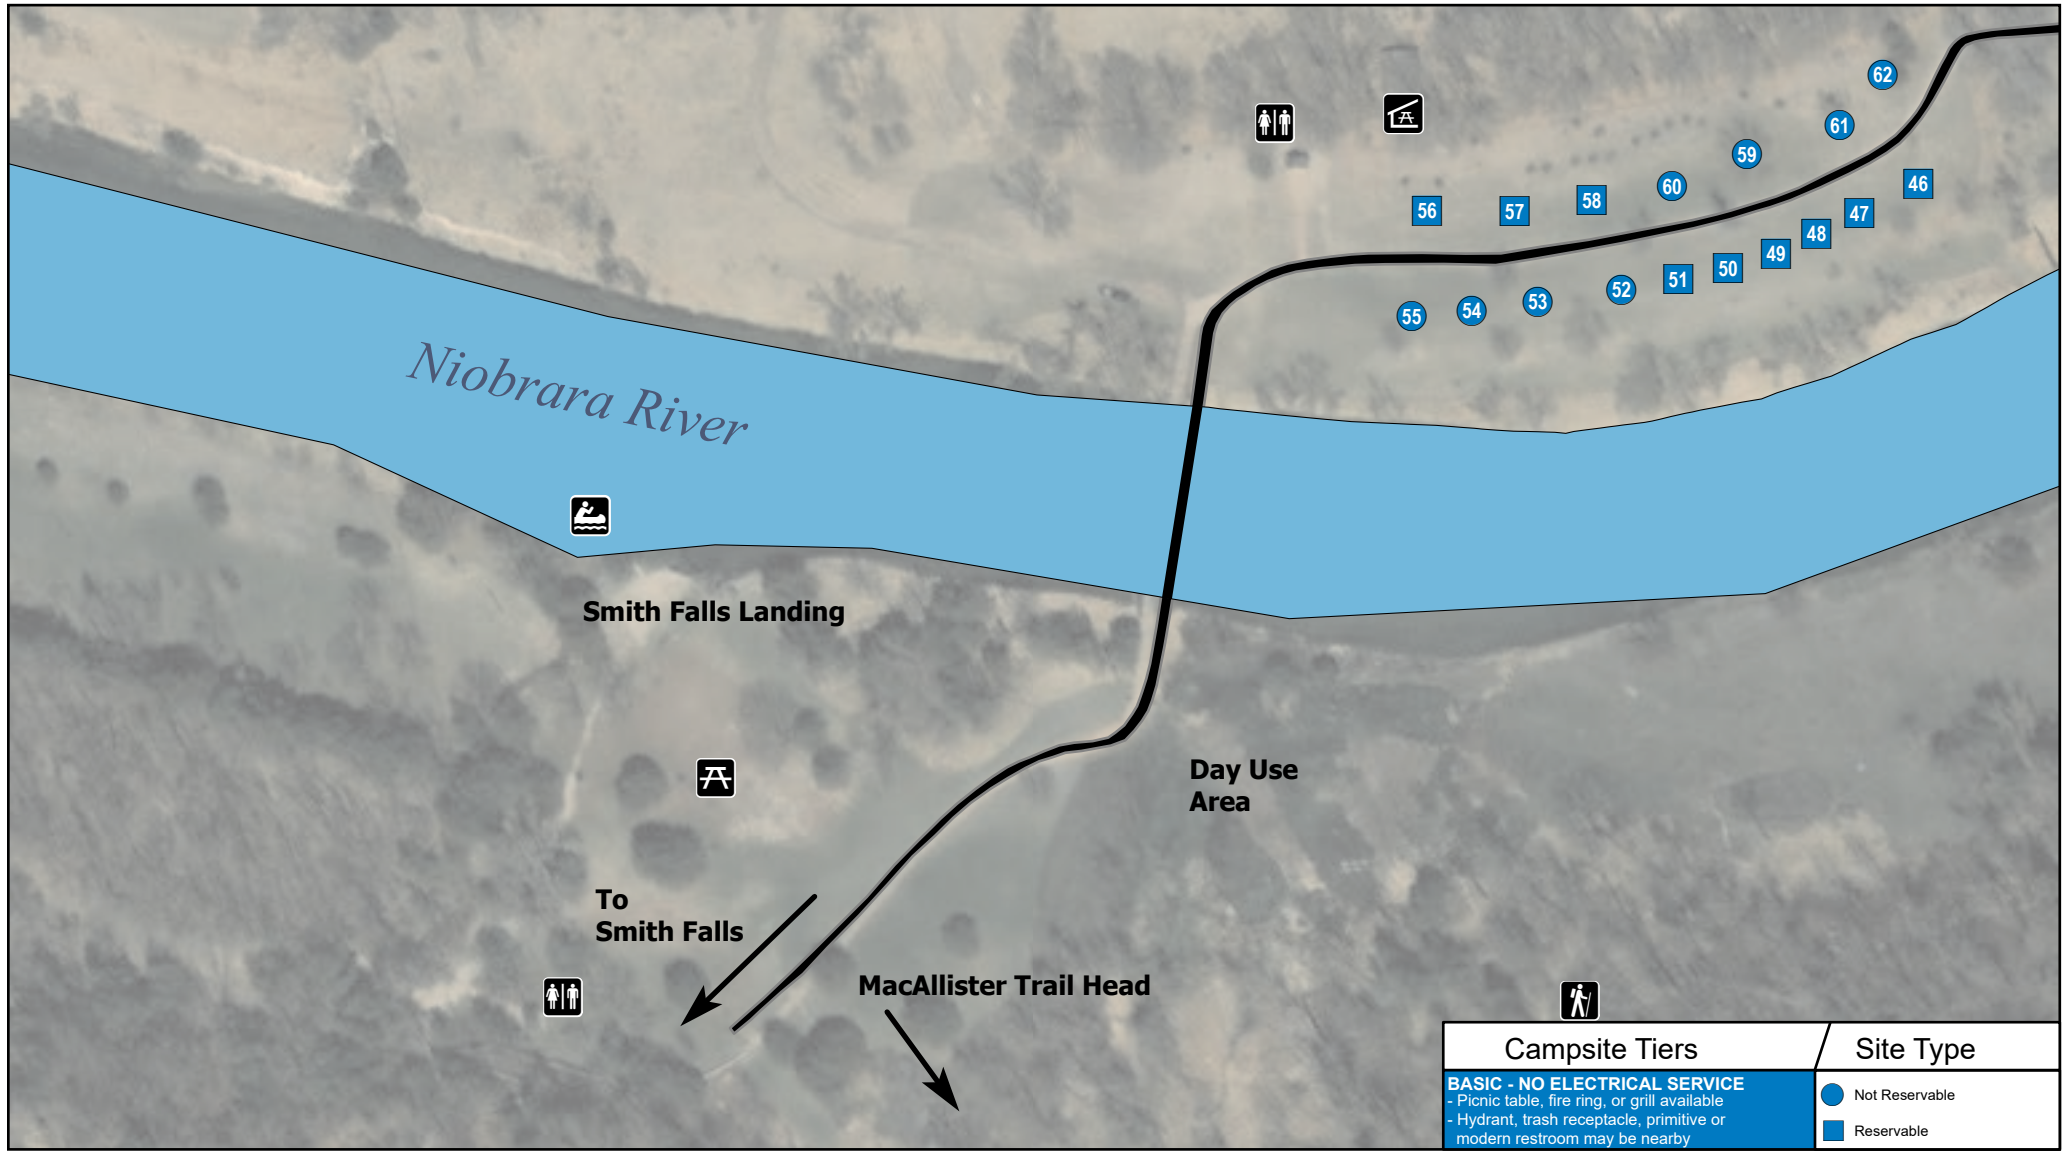 62
61
59
60
58
57
56
46
47
48
49
50
51
52
53
54
55
Niobrara River
Smith Falls Landing
Day Use
Area
To
Smith Falls
MacAllister Trail Head
Campsite Tiers
Site Type
BASIC - NO ELECTRICAL SERVICE
- Picnic table, fire ring, or grill available
- Hydrant, trash receptacle, primitive or
modern restroom may be nearby
Not Reservable
Reservable